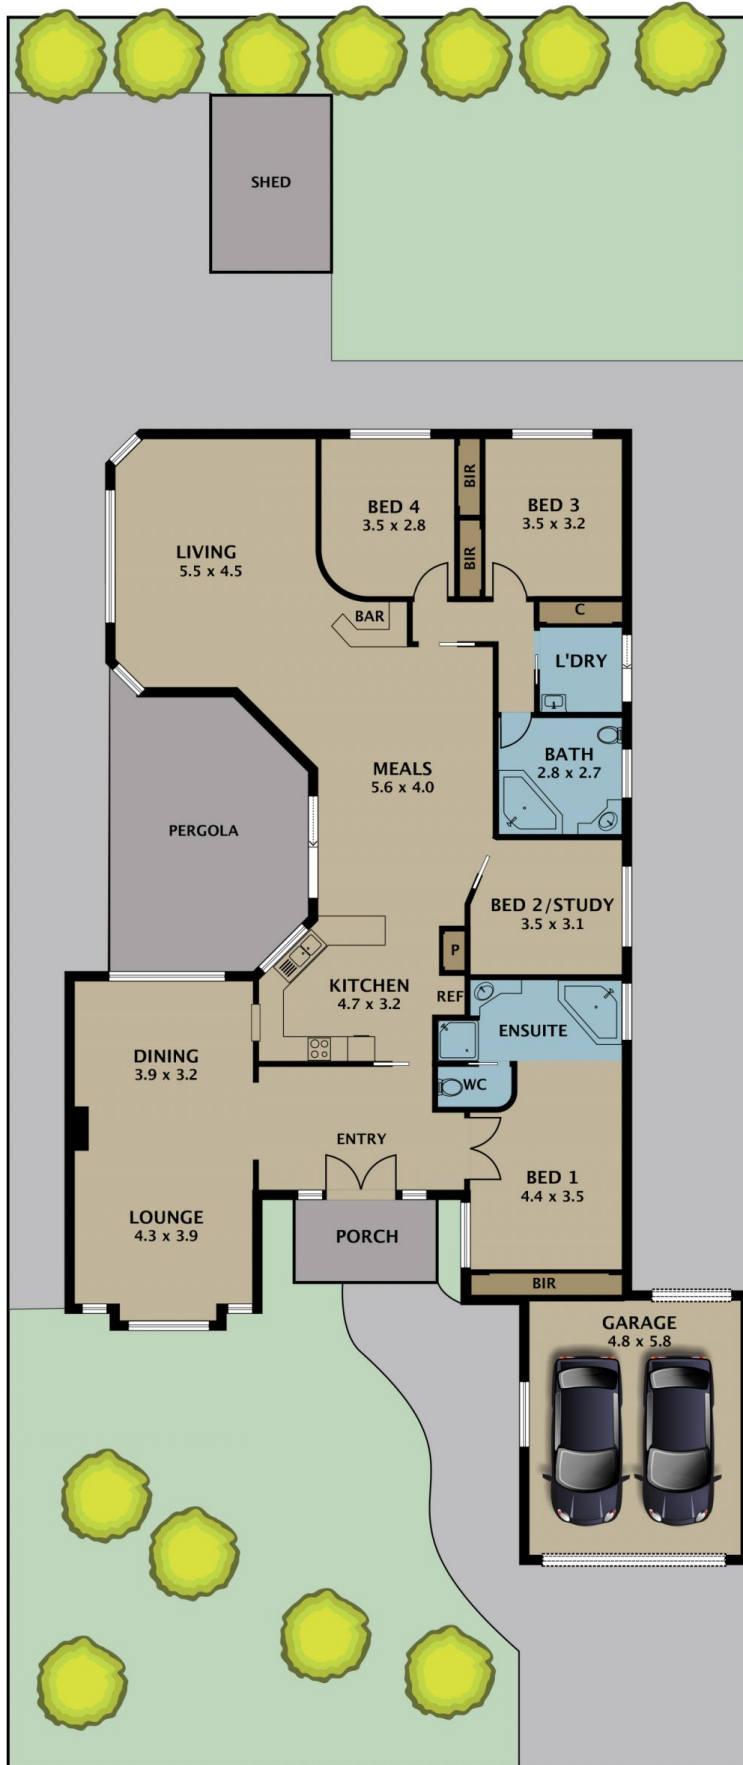 SHED
LIVING
5.5 x 4.5
BED 4
3.5 x 2.8
BIR
BIR
BED 3
3.5 x 3.2
BAR
C
L'DRY
BATH
2.8 x 2.7
MEALS
5.6 x 4.0
PERGOLA
BED 2/STUDY
3.5 x 3.1
P
KITCHEN
4.7 x 3.2
REF
ENSUITE
DINING
3.9 x 3.2
WC
ENTRY
BED 1
4.4 x 3.5
LOUNGE
4.3 x 3.9
PORCH
BIR
GARAGE
4.8 x 5.8